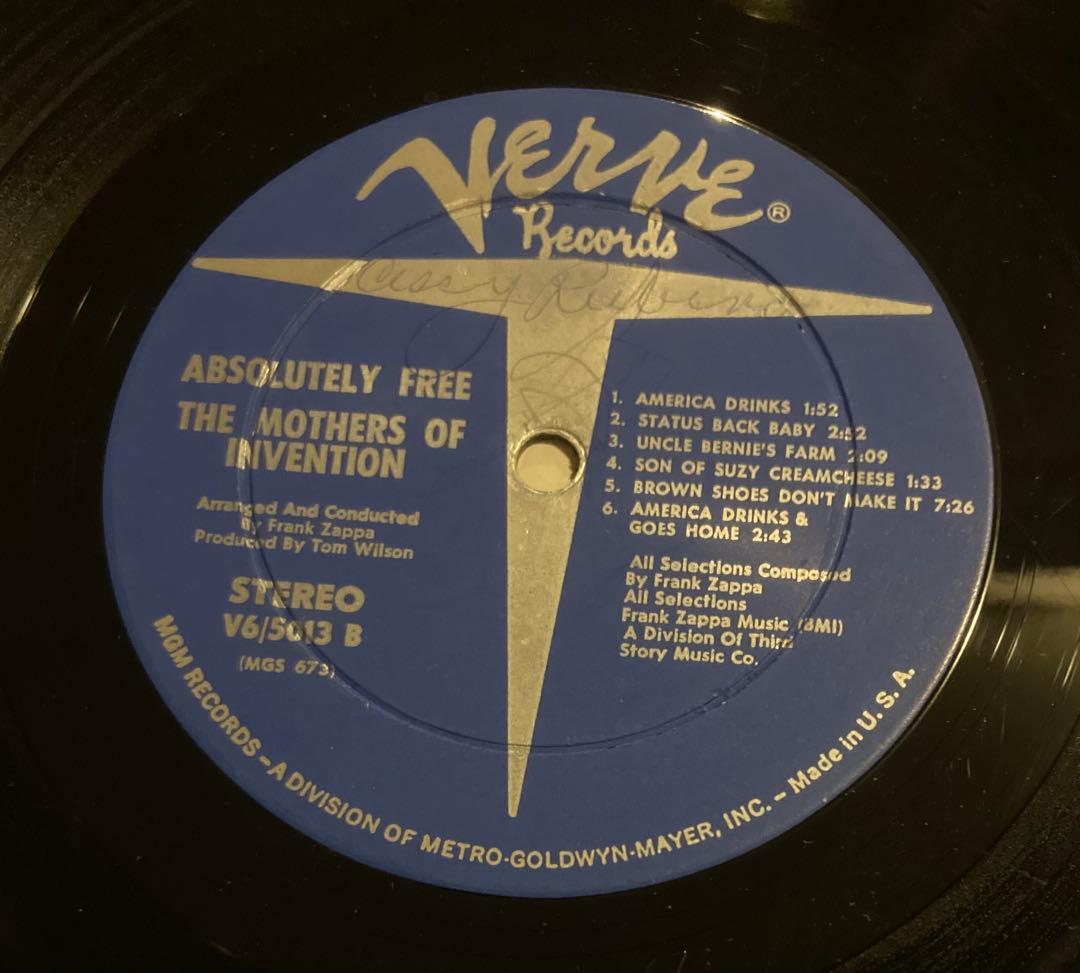 Verve®
Records
ABSOLUTELY FREE
THE MOTHERS OF
INVENTION
Arranged And Conducted
By Frank Zappa
Produced By Tom Wilson
STEREO
V6/5013 B
(MGS 673)
1. AMERICA DRINKS 1:52
2. STATUS BACK BABY 2:52
3. UNCLE BERNIE'S FARM 2:09
4. SON OF SUZY CREAMCHEESE 1:33
5. BROWN SHOES DON'T MAKE IT 7:26
6. AMERICA DRINKS &
GOES HOME 2:43
All Selections Composed
By Frank Zappa
All Selections
Frank Zappa Music (BMI)
A Division Of Third
Story Music Co.
MGM RECORDS – A DIVISION OF METRO-GOLDWYN-MAYER, INC. – Made in U. S. A.